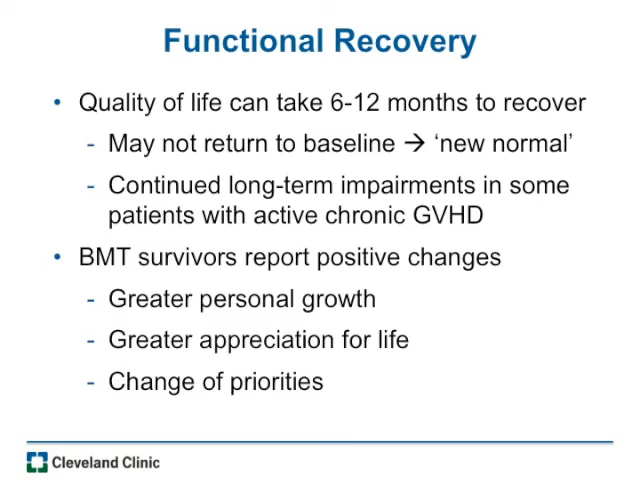 Functional Recovery
• Quality of life can take 6-12 months to recover
- May not return to baseline → ‘new normal’
- Continued long-term impairments in some
patients with active chronic GVHD
• BMT survivors report positive changes
- Greater personal growth
- Greater appreciation for life
- Change of priorities
Cleveland Clinic